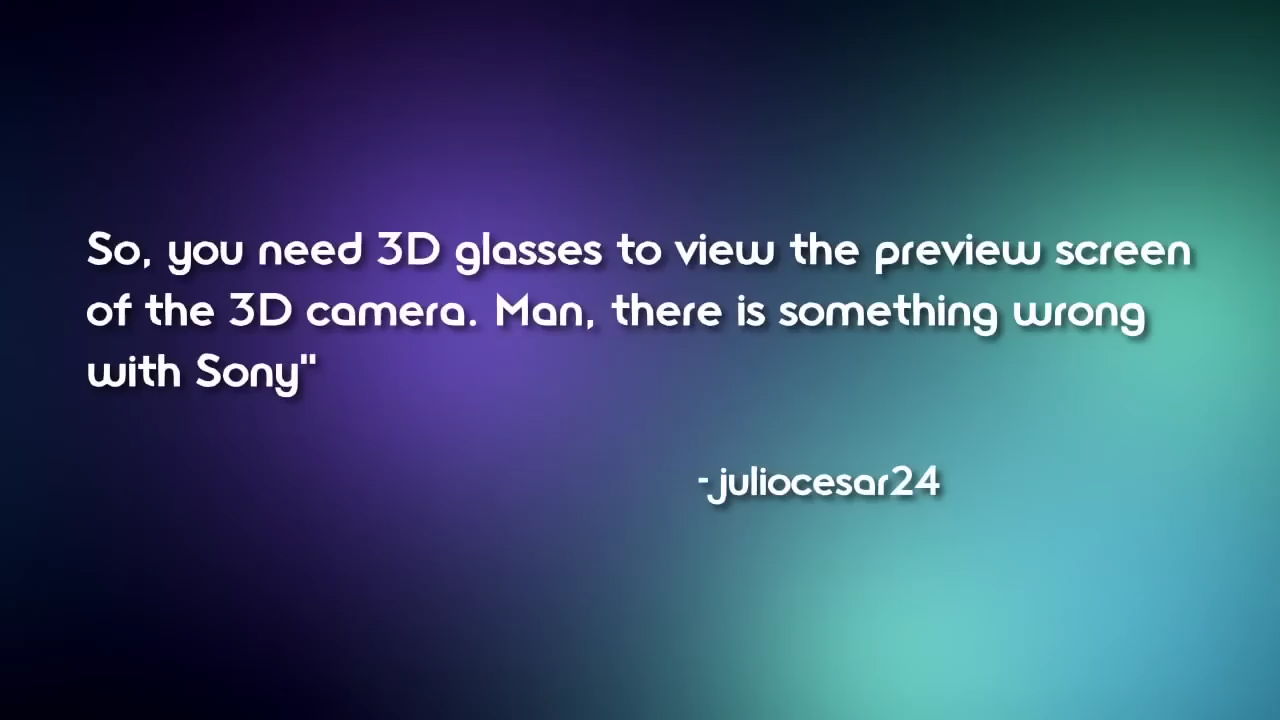 So, you need 3D glasses to view the preview screen
of the 3D camera. Man, there is something wrong
with Sony"
-juliocesar24